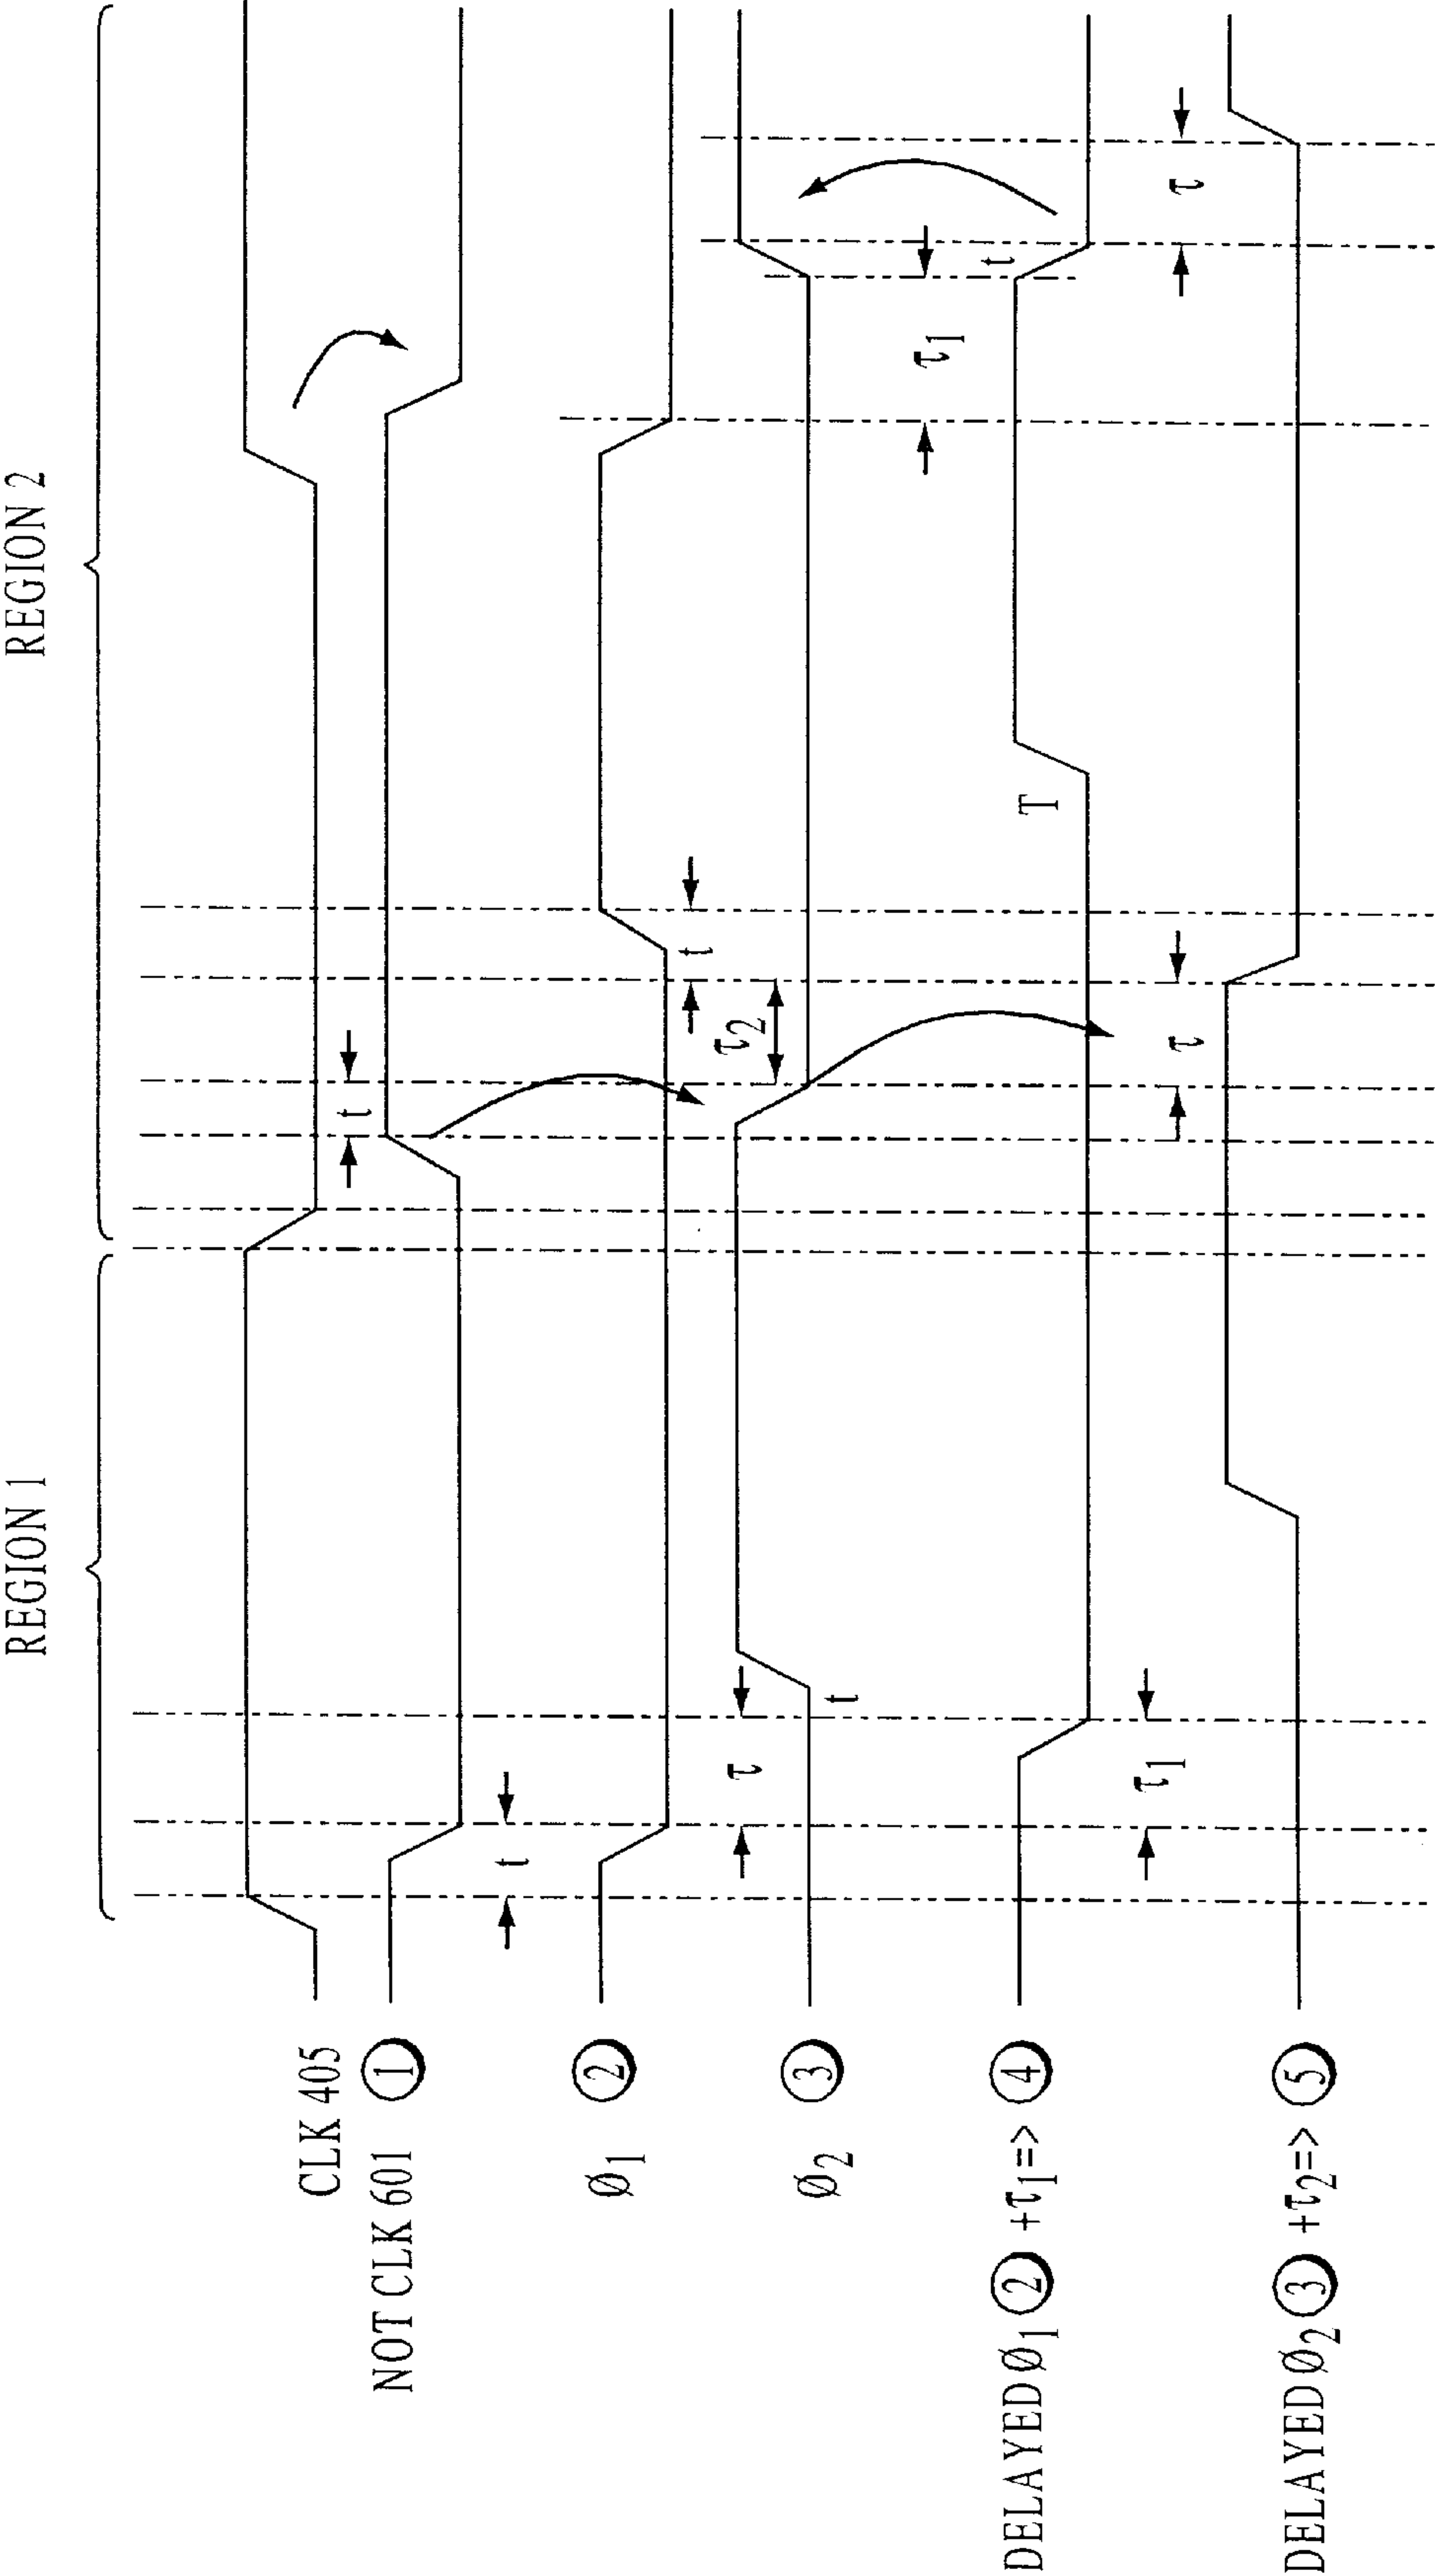 REGION 1
REGION 2
CLK 405
NOT CLK 601 ①
t
t
ø₁ ②
τ
t
ø₂ ③
t
τ₂
τ₁
t
DELAYED ø₁ ② +τ₁=> ④
T
τ₁
τ
τ
DELAYED ø₂ ③ +τ₂=> ⑤